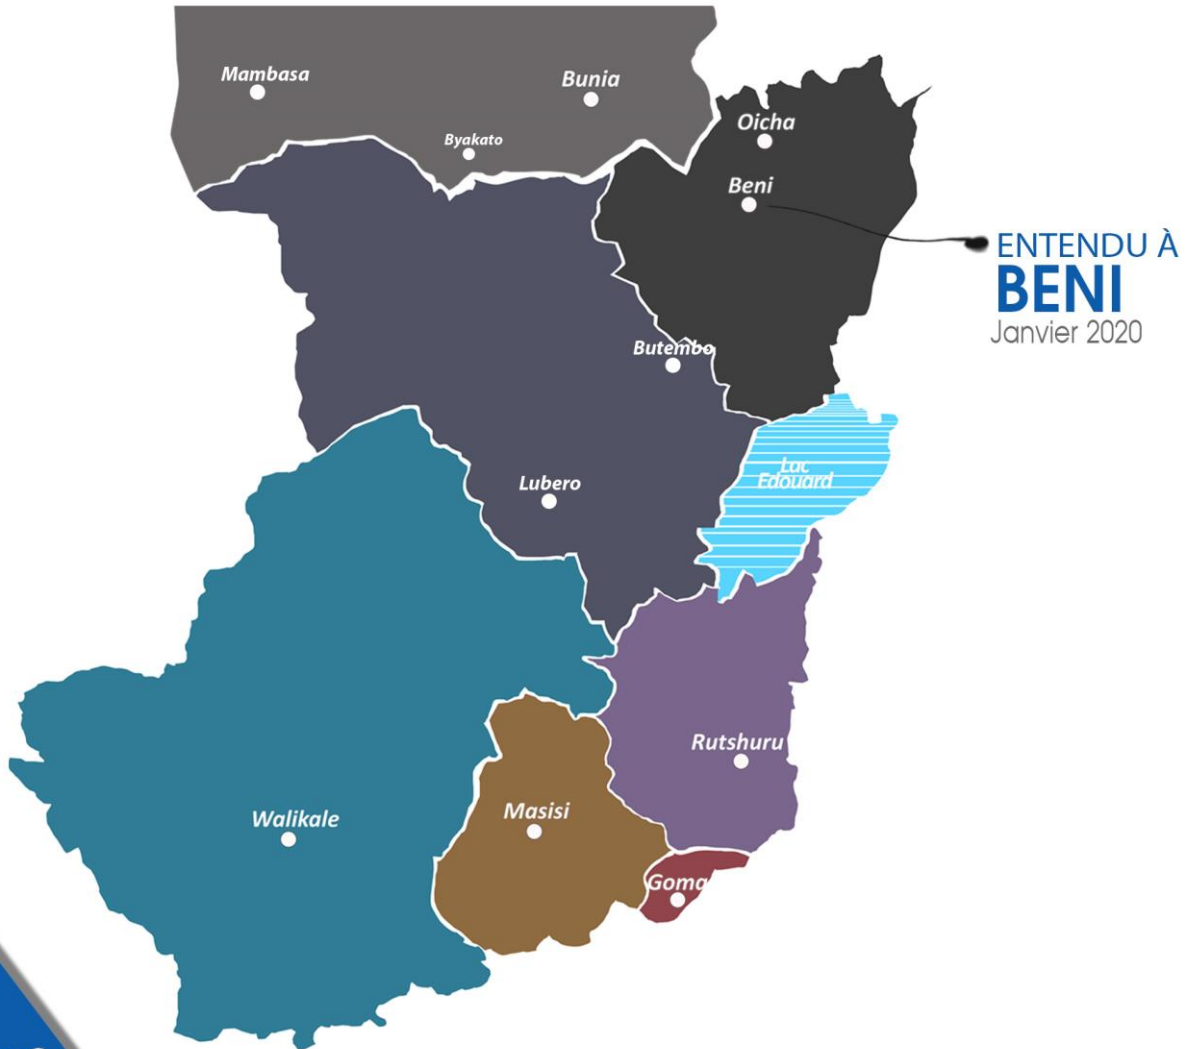 Mambasa
Bunia
Byakato
Oicha
Beni
ENTENDU À
BENI
Janvier 2020
Butembo
Lac
Edouard
Lubero
Rutshuru
Masisi
Walikale
Goma